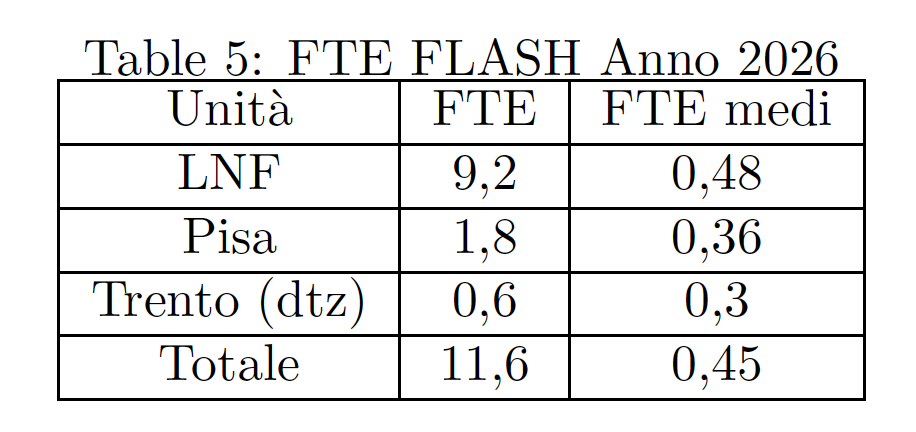 Table 5: FTE FLASH Anno 2026
Unità FTE FTE medi
LNF 9,2 0,48
Pisa 1,8 0,36
Trento (dtz) 0,6 0,3
Totale 11,6 0,45